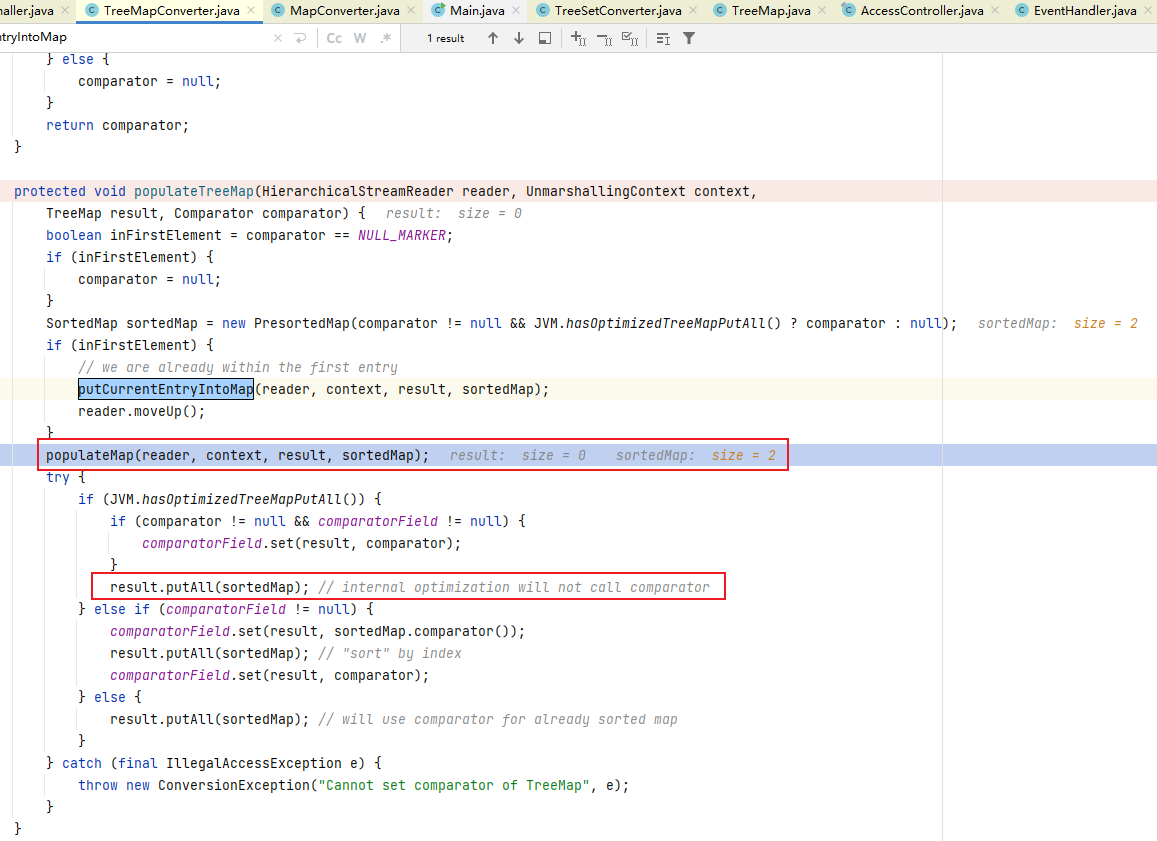 haller.java × TreeMapConverter.java × MapConverter.java × Main.java × TreeSetConverter.java × TreeMap.java × AccessController.java × EventHandler.java ×
ntryIntoMap × Cc W .* 1 result
} else {
comparator = null;
}
return comparator;
}
protected void populateTreeMap(HierarchicalStreamReader reader, UnmarshallingContext context,
TreeMap result, Comparator comparator) { result: size = 0
boolean inFirstElement = comparator == NULL_MARKER;
if (inFirstElement) {
comparator = null;
}
SortedMap sortedMap = new PresortedMap(comparator != null && JVM.hasOptimizedTreeMapPutAll() ? comparator : null); sortedMap: size = 2
if (inFirstElement) {
// we are already within the first entry
putCurrentEntryIntoMap(reader, context, result, sortedMap);
reader.moveUp();
}
populateMap(reader, context, result, sortedMap); result: size = 0 sortedMap: size = 2
try {
if (JVM.hasOptimizedTreeMapPutAll()) {
if (comparator != null && comparatorField != null) {
comparatorField.set(result, comparator);
}
result.putAll(sortedMap); // internal optimization will not call comparator
} else if (comparatorField != null) {
comparatorField.set(result, sortedMap.comparator());
result.putAll(sortedMap); // "sort" by index
comparatorField.set(result, comparator);
} else {
result.putAll(sortedMap); // will use comparator for already sorted map
}
} catch (final IllegalAccessException e) {
throw new ConversionException("Cannot set comparator of TreeMap", e);
}
}